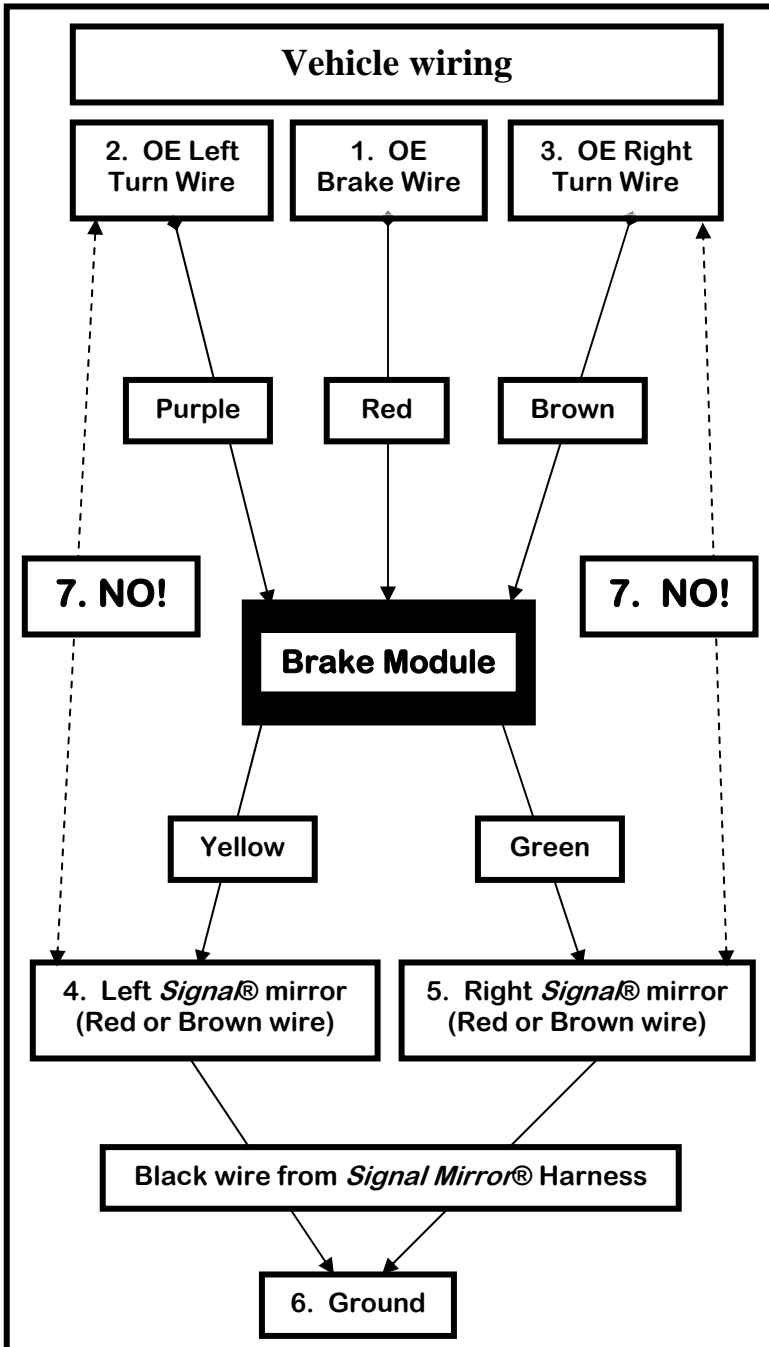 Vehicle wiring
2. OE Left
Turn Wire
1. OE
Brake Wire
3. OE Right
Turn Wire
Purple
Red
Brown
7. NO!
7. NO!
Brake Module
Yellow
Green
4. Left Signal® mirror
(Red or Brown wire)
5. Right Signal® mirror
(Red or Brown wire)
Black wire from Signal Mirror® Harness
6. Ground